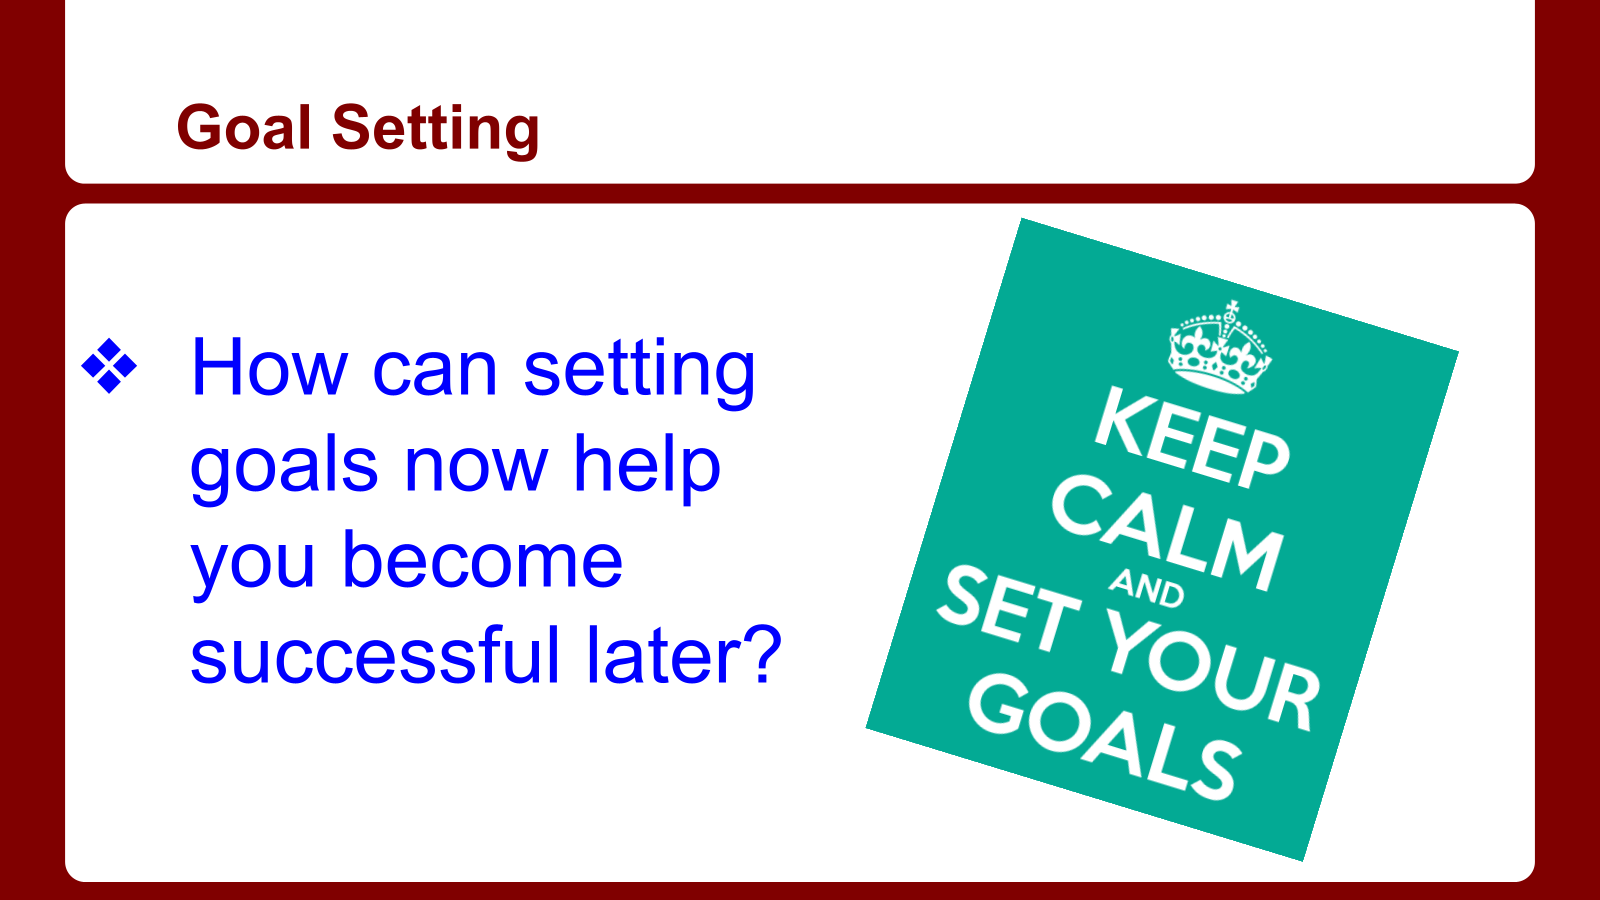 Goal Setting
❖ How can setting
goals now help
you become
successful later?
KEEP
CALM
AND
SET YOUR
GOALS